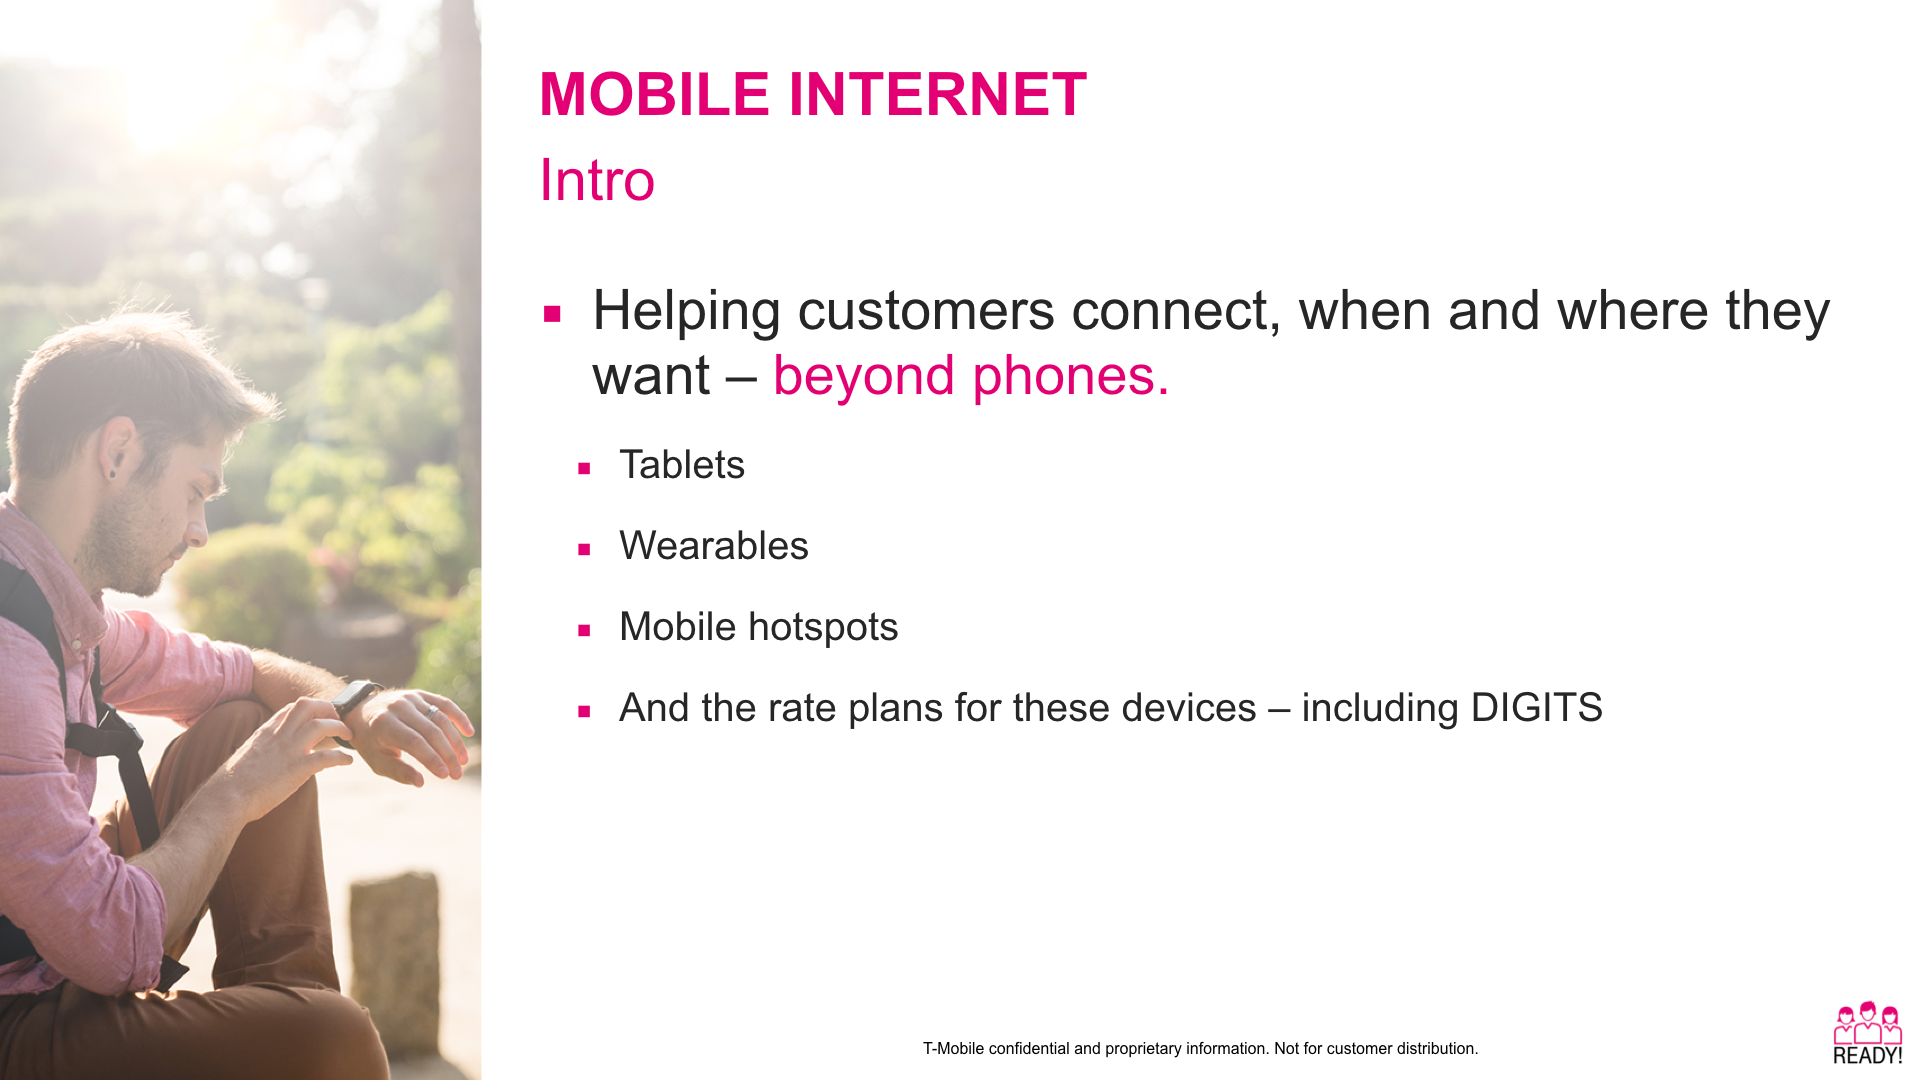 MOBILE INTERNET
Intro
Helping customers connect, when and where they
want – beyond phones.
Tablets
Wearables
Mobile hotspots
And the rate plans for these devices – including DIGITS
T-Mobile confidential and proprietary information. Not for customer distribution.
READY!